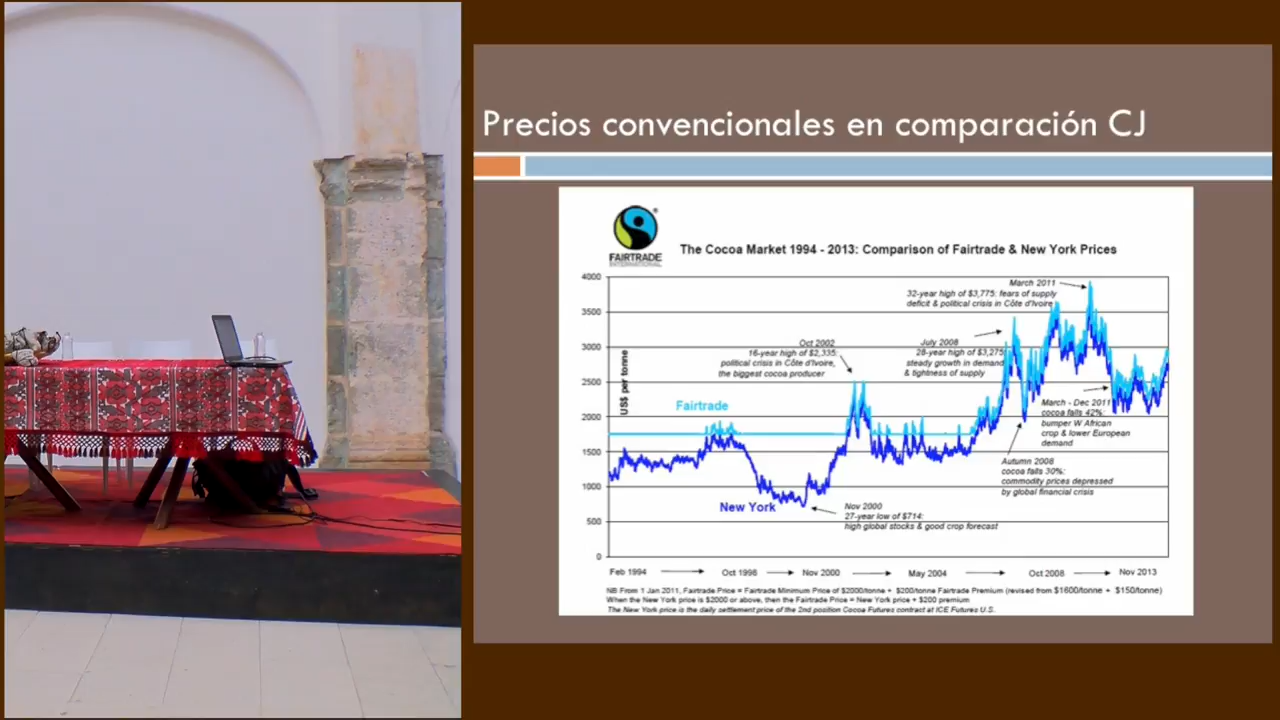 Precios convencionales en comparación CJ
FAIRTRADE
INTERNATIONAL
The Cocoa Market 1994 - 2013: Comparison of Fairtrade & New York Prices
4000
3500
3000
2500
2000
1500
1000
500
0
US$ per tonne
March 2011
32-year high of $3,775: fears of supply
deficit & political crisis in Côte d'Ivoire
Oct 2002
16-year high of $2,335:
political crisis in Côte d'Ivoire,
the biggest cocoa producer
July 2008
28-year high of $3,275:
steady growth in demand
& tightness of supply
Fairtrade
March - Dec 2011
cocoa falls 42%:
bumper W African
crop & lower European
demand
Autumn 2008
cocoa falls 30%:
commodity prices depressed
by global financial crisis
New York
Nov 2000
27-year low of $714:
high global stocks & good crop forecast
Feb 1994
Oct 1998
Nov 2000
May 2004
Oct 2008
Nov 2013
NB From 1 Jan 2011, Fairtrade Price = Fairtrade Minimum Price of $2000/tonne + $200/tonne Fairtrade Premium (revised from $1600/tonne + $150/tonne)
When the New York price is $2000 or above, then the Fairtrade Price = New York price + $200 premium
The New York price is the daily settlement price of the 2nd position Cocoa Futures contract at ICE Futures U.S.